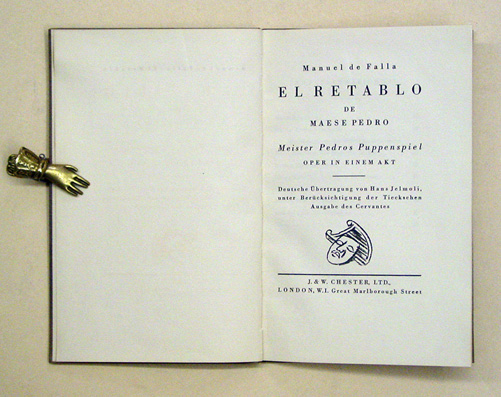 Manuel de Falla
EL RETABLO
DE
MAESE PEDRO
Meister Pedros Puppenspiel
OPER IN EINEM AKT
Deutsche Übertragung von Hans Jelmoli,
unter Berücksichtigung der Tieckschen
Ausgabe des Cervantes
J. & W. CHESTER, LTD.,
LONDON, W.I. Great Marlborough Street